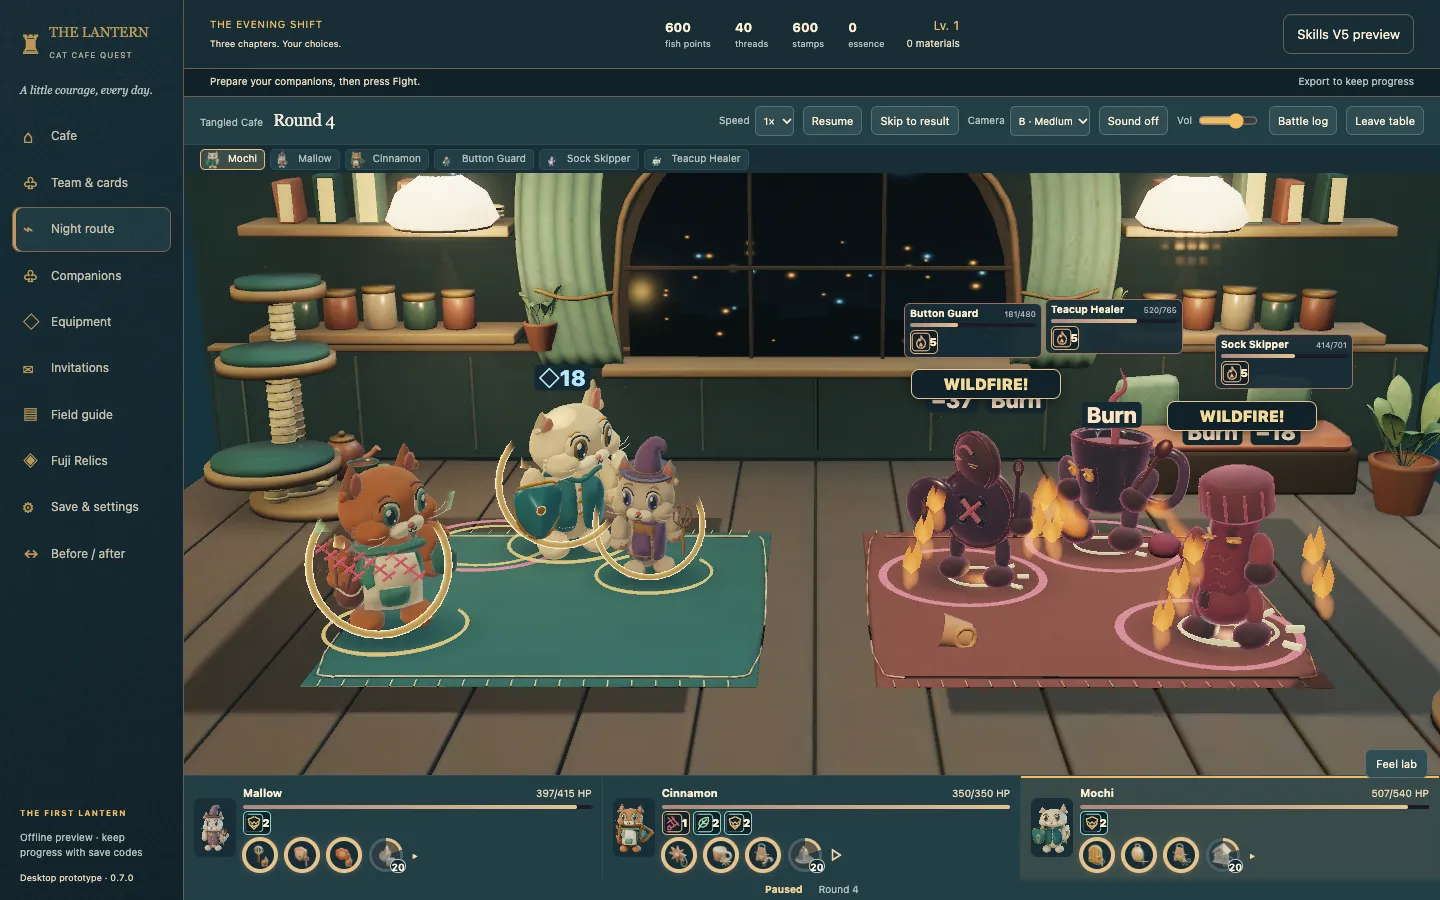 THE LANTERN
CAT CAFE QUEST
A little courage, every day.
Cafe
Team & cards
Night route
Companions
Equipment
Invitations
Field guide
Fuji Relics
Save & settings
Before / after
THE FIRST LANTERN
Offline preview · keep
progress with save codes
Desktop prototype · 0.7.0
THE EVENING SHIFT
Three chapters. Your choices.
600
fish points
40
threads
600
stamps
0
essence
Lv. 1
0 materials
Skills V5 preview
Prepare your companions, then press Fight.
Export to keep progress
Tangled Cafe Round 4
Speed 1x Resume Skip to result Camera B · Medium Sound off Vol Battle log Leave table
Mochi Mallow Cinnamon Button Guard Sock Skipper Teacup Healer
Button Guard 181/480
5
Teacup Healer 520/765
5
Sock Skipper 414/701
5
18
WILDFIRE!
-37 Burn
Burn
WILDFIRE!
Burn -18
Feel lab
Mallow 397/415 HP
2
20
Cinnamon 350/350 HP
1 2 2
20
Mochi 507/540 HP
2
20
Paused Round 4